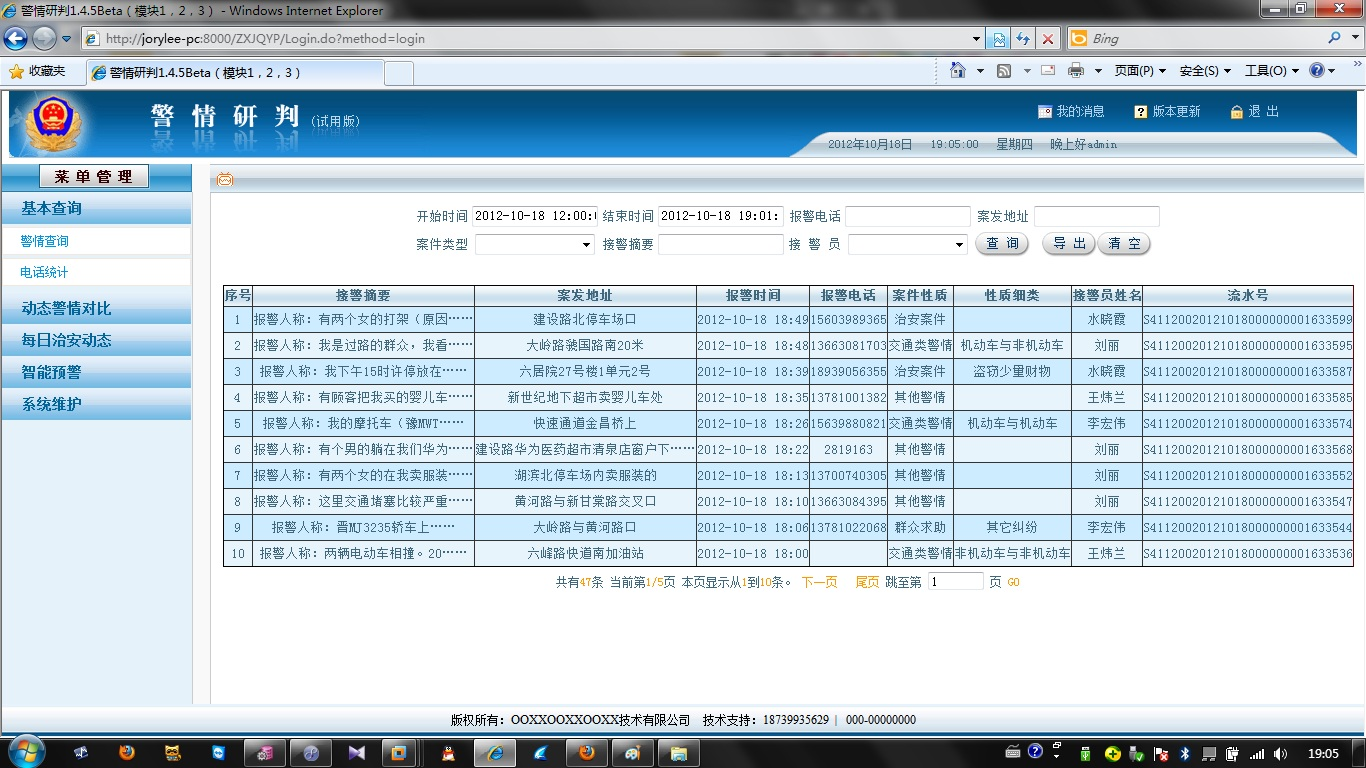 警情研判1.4.5Beta（模块1，2，3） - Windows Internet Explorer
http://jorylee-pc:8000/ZXJQYP/Login.do?method=login
Bing
收藏夹
警情研判1.4.5Beta（模块1，2，3）
页面(P) 安全(S) 工具(O)
警情研判(试用版)
我的消息 版本更新 退 出
2012年10月18日 19:05:00 星期四 晚上好admin
菜单管理
基本查询
警情查询
电话统计
动态警情对比
每日治安动态
智能预警
系统维护
开始时间 2012-10-18 12:00: 结束时间 2012-10-18 19:01: 报警电话 案发地址
案件类型 接警摘要 接 警 员 查 询 导 出 清 空
序号 接警摘要 案发地址 报警时间 报警电话 案件性质 性质细类 接警员姓名 流水号
1 报警人称：有两个女的打架（原因…… 建设路北停车场口 2012-10-18 18:49 15603989365 治安案件 水晓霞 S41120020121018000000001633599
2 报警人称：我是过路的群众，我看…… 大岭路虢国路南20米 2012-10-18 18:48 13663081703 交通类警情 机动车与非机动车 刘丽 S41120020121018000000001633595
3 报警人称：我下午15时许停放在…… 六居院27号楼1单元2号 2012-10-18 18:39 18939056355 治安案件 盗窃少量财物 水晓霞 S41120020121018000000001633587
4 报警人称：有顾客把我买的婴儿车…… 新世纪地下超市卖婴儿车处 2012-10-18 18:35 13781001382 其他警情 王炜兰 S41120020121018000000001633585
5 报警人称：我的摩托车（豫MWT…… 快速通道金昌桥上 2012-10-18 18:26 15639880821 交通类警情 机动车与机动车 李宏伟 S41120020121018000000001633574
6 报警人称：有个男的躺在我们华为…… 建设路华为医药超市清泉店窗户下…… 2012-10-18 18:22 2819163 其他警情 刘丽 S41120020121018000000001633568
7 报警人称：有两个女的在我卖服装…… 湖滨北停车场内卖服装的 2012-10-18 18:13 13700740305 其他警情 刘丽 S41120020121018000000001633552
8 报警人称：这里交通堵塞比较严重…… 黄河路与新甘棠路交叉口 2012-10-18 18:10 13663084395 其他警情 刘丽 S41120020121018000000001633547
9 报警人称：晋MJ3235轿车上…… 大岭路与黄河路口 2012-10-18 18:06 13781022068 群众求助 其它纠纷 李宏伟 S41120020121018000000001633544
10 报警人称：两辆电动车相撞。20…… 六峰路快道南加油站 2012-10-18 18:00 交通类警情 非机动车与非机动车 王炜兰 S41120020121018000000001633536
共有47条 当前第1/5页 本页显示从1到10条。 下一页 尾页 跳至第 1 页 GO
版权所有：OOXXOOXXOOXX技术有限公司 技术支持：18739935629 | 000-00000000
19:05